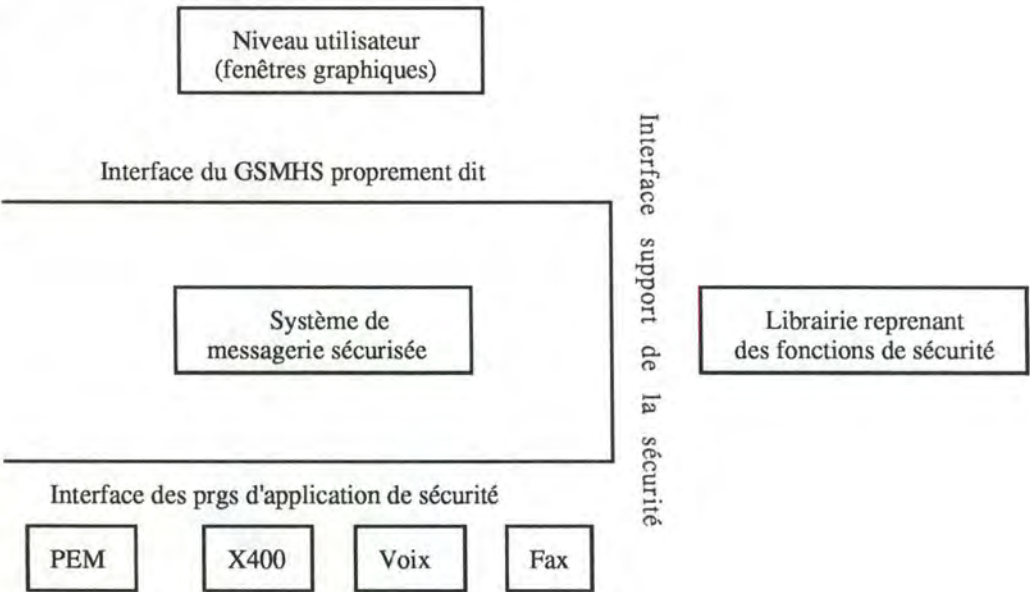 Niveau utilisateur
(fenêtres graphiques)
Interface du GSMHS proprement dit
Interface support de la sécurité
Système de
messagerie sécurisée
Librairie reprenant
des fonctions de sécurité
Interface des prgs d'application de sécurité
PEM
X400
Voix
Fax